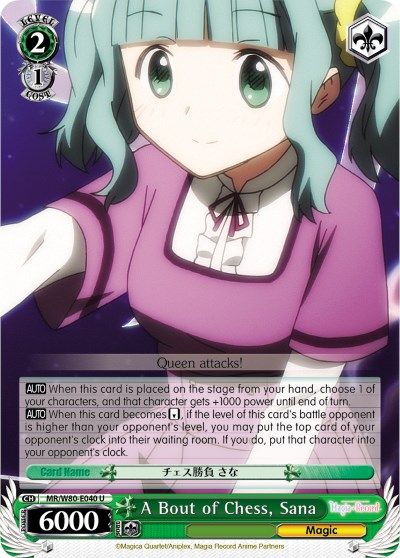 LEVEL
2
1
COST
Queen attacks!
AUTO When this card is placed on the stage from your hand, choose 1 of
your characters, and that character gets +1000 power until end of turn.
AUTO When this card becomes, if the level of this card's battle opponent
is higher than your opponent's level, you may put the top card of your
opponent's clock into their waiting room. If you do, put that character into
your opponent's clock.
Card Name チェス勝負 さな
CH MR/W80-E040 U
6000
A Bout of Chess, Sana
Magia Record
Magic
©Magica Quartet/Aniplex, Magia Record Anime Partners